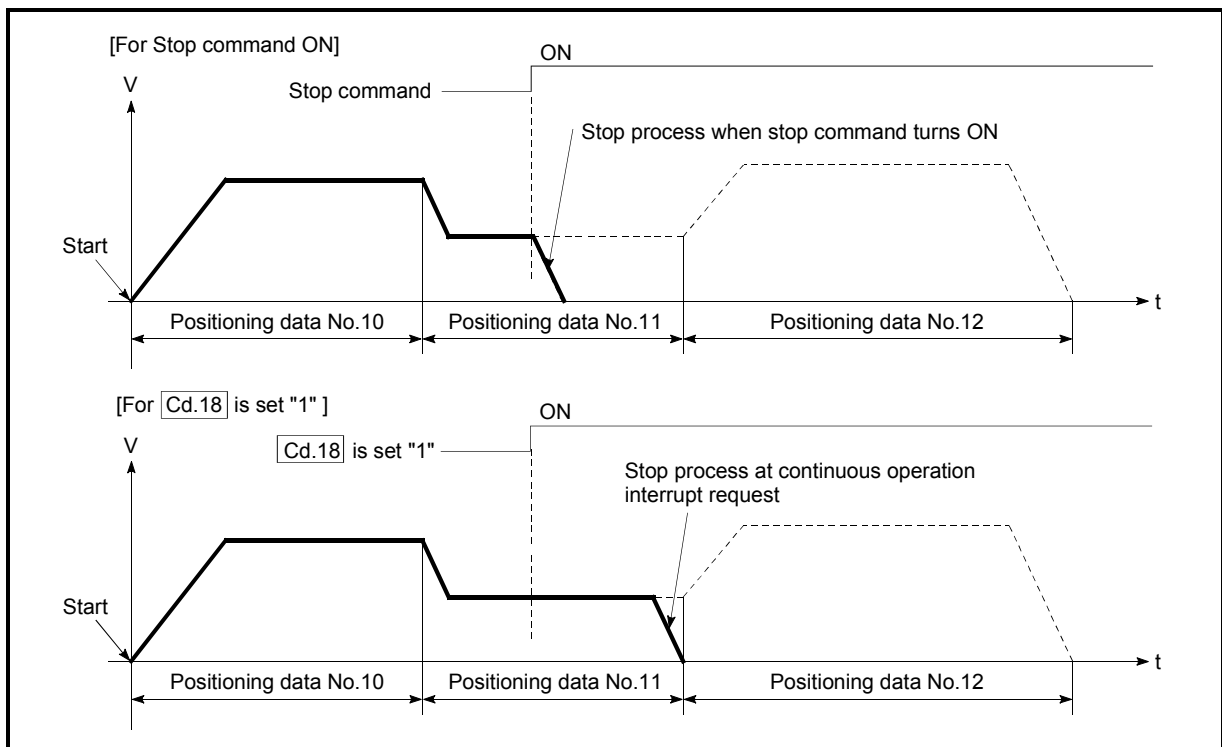 [For Stop command ON]
ON
V
Stop command
Stop process when stop command turns ON
Start
t
Positioning data No.10
Positioning data No.11
Positioning data No.12
[For Cd.18 is set "1" ]
ON
V
Cd.18 is set "1"
Stop process at continuous operation
interrupt request
Start
t
Positioning data No.10
Positioning data No.11
Positioning data No.12